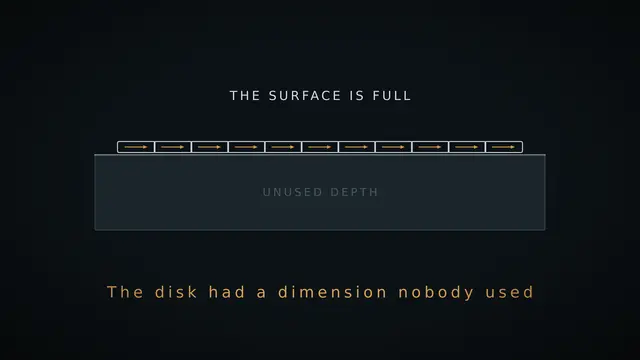 THE SURFACE IS FULL
UNUSED DEPTH
The disk had a dimension nobody used